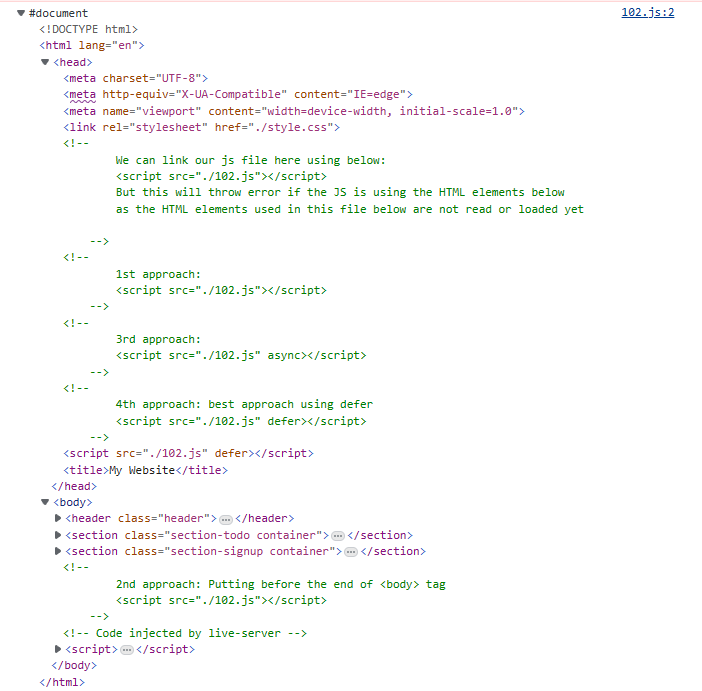 #document 102.js:2
<!DOCTYPE html>
<html lang="en">
<head>
<meta charset="UTF-8">
<meta http-equiv="X-UA-Compatible" content="IE=edge">
<meta name="viewport" content="width=device-width, initial-scale=1.0">
<link rel="stylesheet" href="./style.css">
<!--
We can link our js file here using below:
<script src="./102.js"></script>
But this will throw error if the JS is using the HTML elements below
as the HTML elements used in this file below are not read or loaded yet
-->
<!--
1st approach:
<script src="./102.js"></script>
-->
<!--
3rd approach:
<script src="./102.js" async></script>
-->
<!--
4th approach: best approach using defer
<script src="./102.js" defer></script>
-->
<script src="./102.js" defer></script>
<title>My Website</title>
</head>
<body>
<header class="header">…</header>
<section class="section-todo container">…</section>
<section class="section-signup container">…</section>
<!--
2nd approach: Putting before the end of <body> tag
<script src="./102.js"></script>
-->
<!-- Code injected by live-server -->
<script>…</script>
</body>
</html>